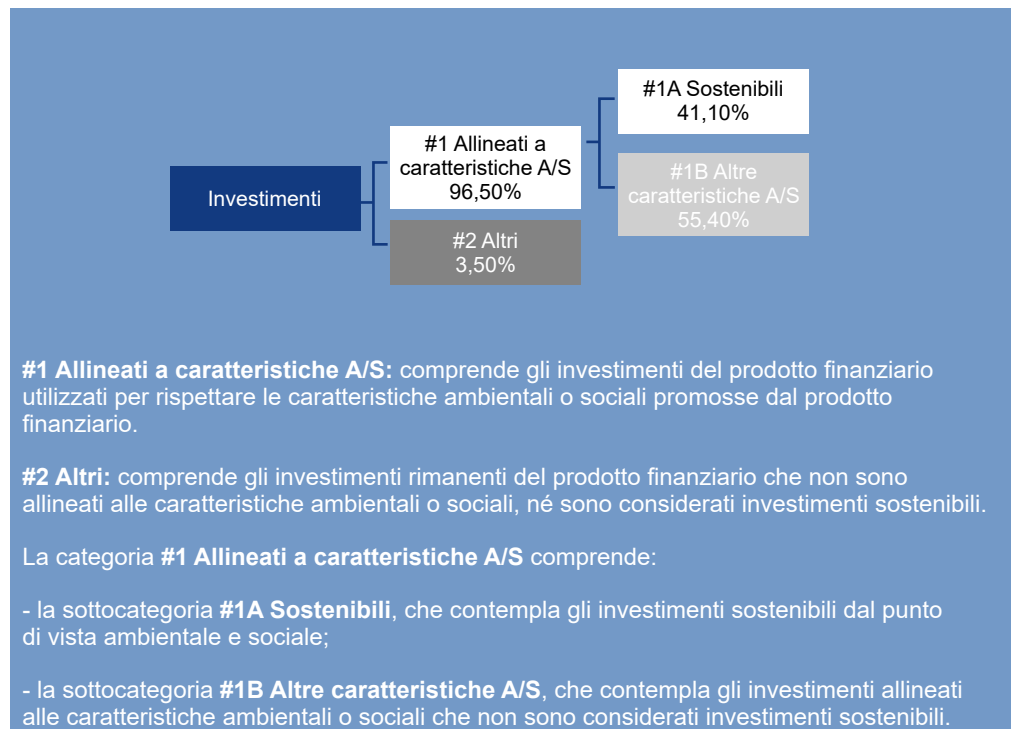 #1A Sostenibili
41,10%
#1 Allineati a
caratteristiche A/S
96,50%
#1B Altre
caratteristiche A/S
55,40%
Investimenti
#2 Altri
3,50%
#1 Allineati a caratteristiche A/S: comprende gli investimenti del prodotto finanziario
utilizzati per rispettare le caratteristiche ambientali o sociali promosse dal prodotto
finanziario.
#2 Altri: comprende gli investimenti rimanenti del prodotto finanziario che non sono
allineati alle caratteristiche ambientali o sociali, né sono considerati investimenti sostenibili.
La categoria #1 Allineati a caratteristiche A/S comprende:
- la sottocategoria #1A Sostenibili, che contempla gli investimenti sostenibili dal punto
di vista ambientale e sociale;
- la sottocategoria #1B Altre caratteristiche A/S, che contempla gli investimenti allineati
alle caratteristiche ambientali o sociali che non sono considerati investimenti sostenibili.